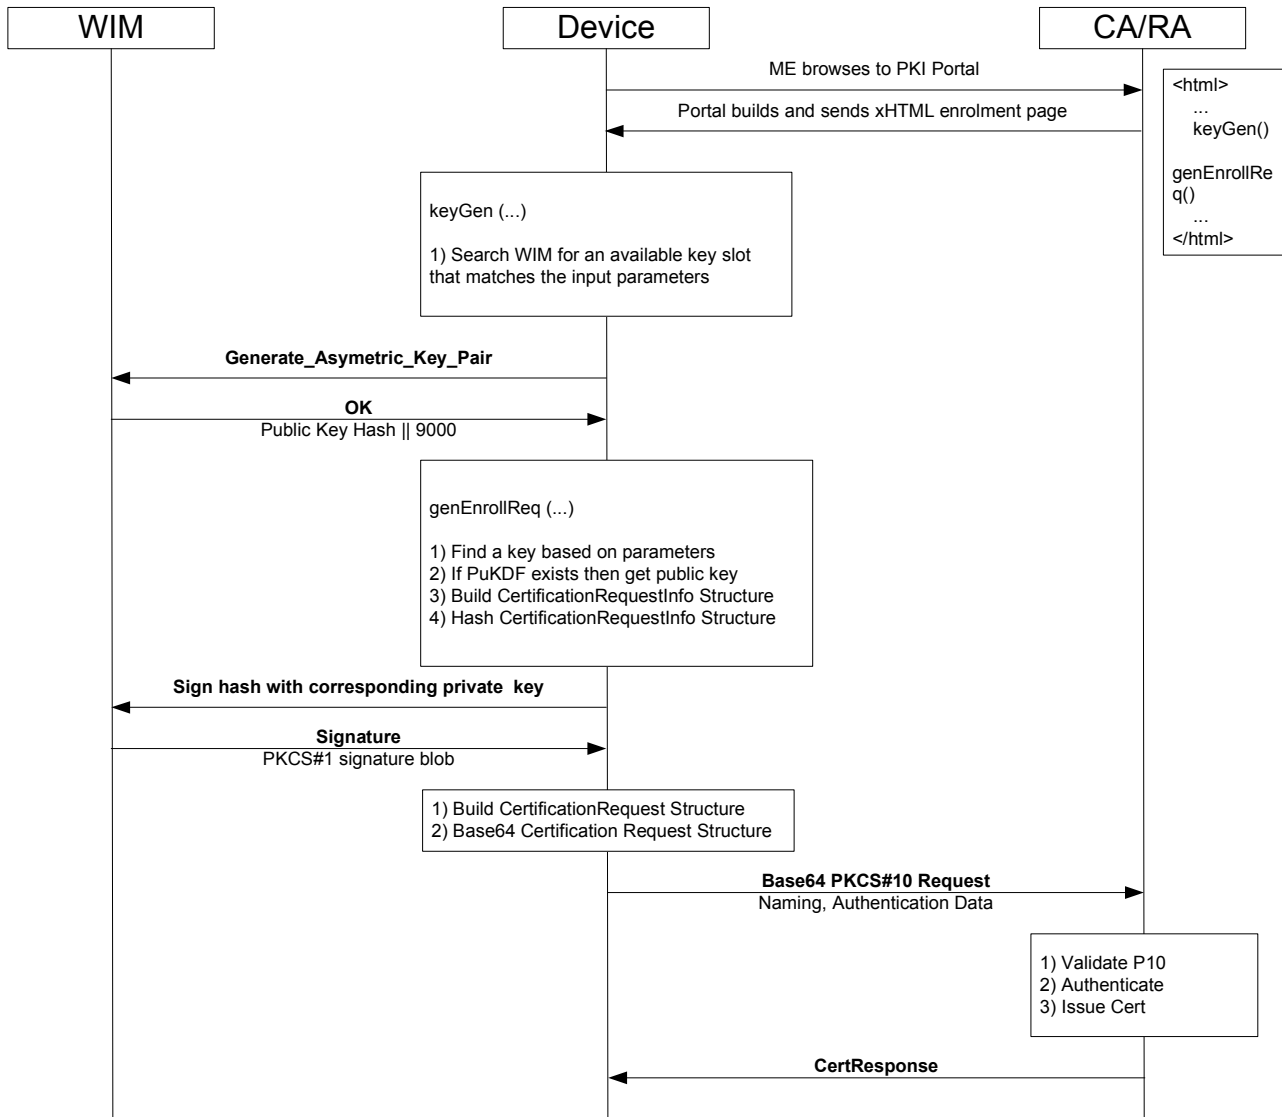 WIM
Device
CA/RA
ME browses to PKI Portal
<html>
...
keyGen()
genEnrollRe
q()
...
</html>
Portal builds and sends xHTML enrolment page
keyGen (...)
1) Search WIM for an available key slot
that matches the input parameters
Generate_Asymetric_Key_Pair
OK
Public Key Hash || 9000
genEnrollReq (...)
1) Find a key based on parameters
2) If PuKDF exists then get public key
3) Build CertificationRequestInfo Structure
4) Hash CertificationRequestInfo Structure
Sign hash with corresponding private key
Signature
PKCS#1 signature blob
1) Build CertificationRequest Structure
2) Base64 Certification Request Structure
Base64 PKCS#10 Request
Naming, Authentication Data
1) Validate P10
2) Authenticate
3) Issue Cert
CertResponse